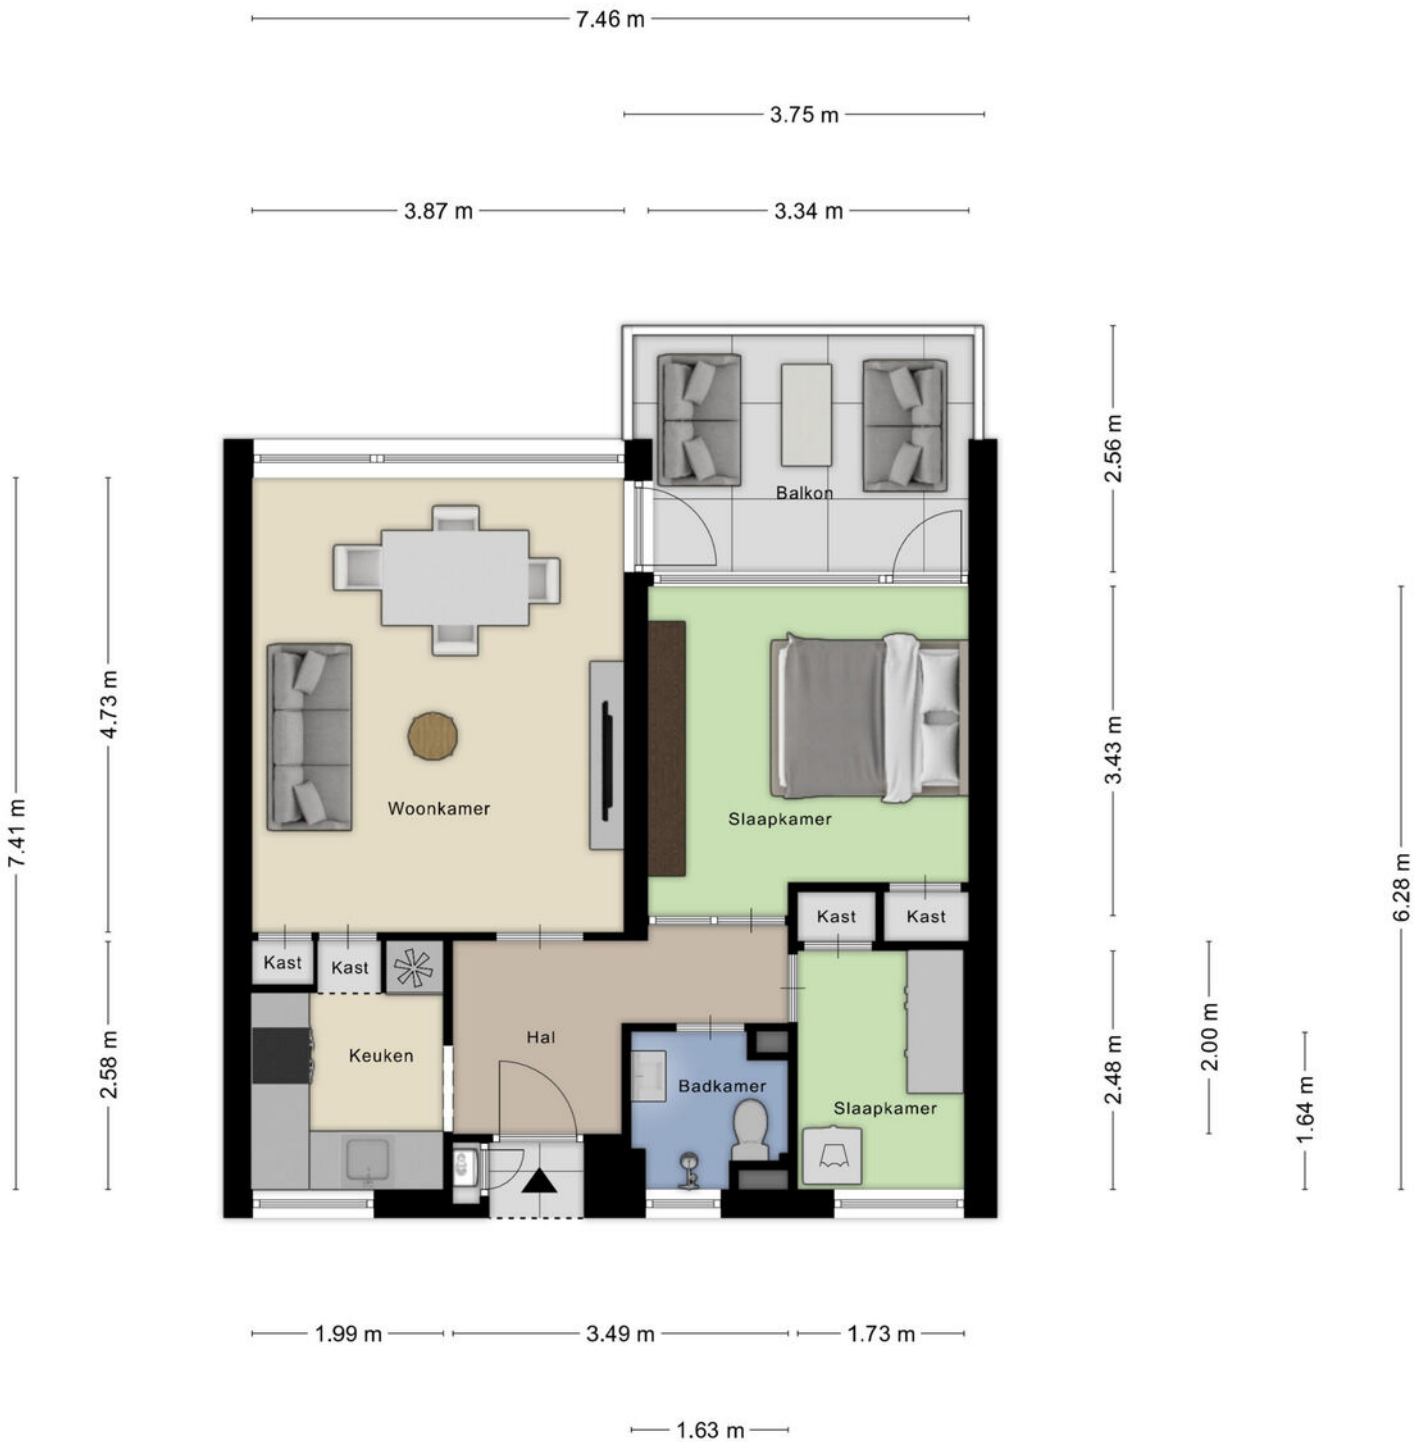 7.46 m
3.75 m
3.87 m
3.34 m
2.56 m
Balkon
4.73 m
3.43 m
7.41 m
Woonkamer
Slaapkamer
6.28 m
Kast
Kast
Kast
Kast
Hal
Keuken
2.00 m
2.58 m
2.48 m
Badkamer
Slaapkamer
1.64 m
1.99 m
3.49 m
1.73 m
1.63 m